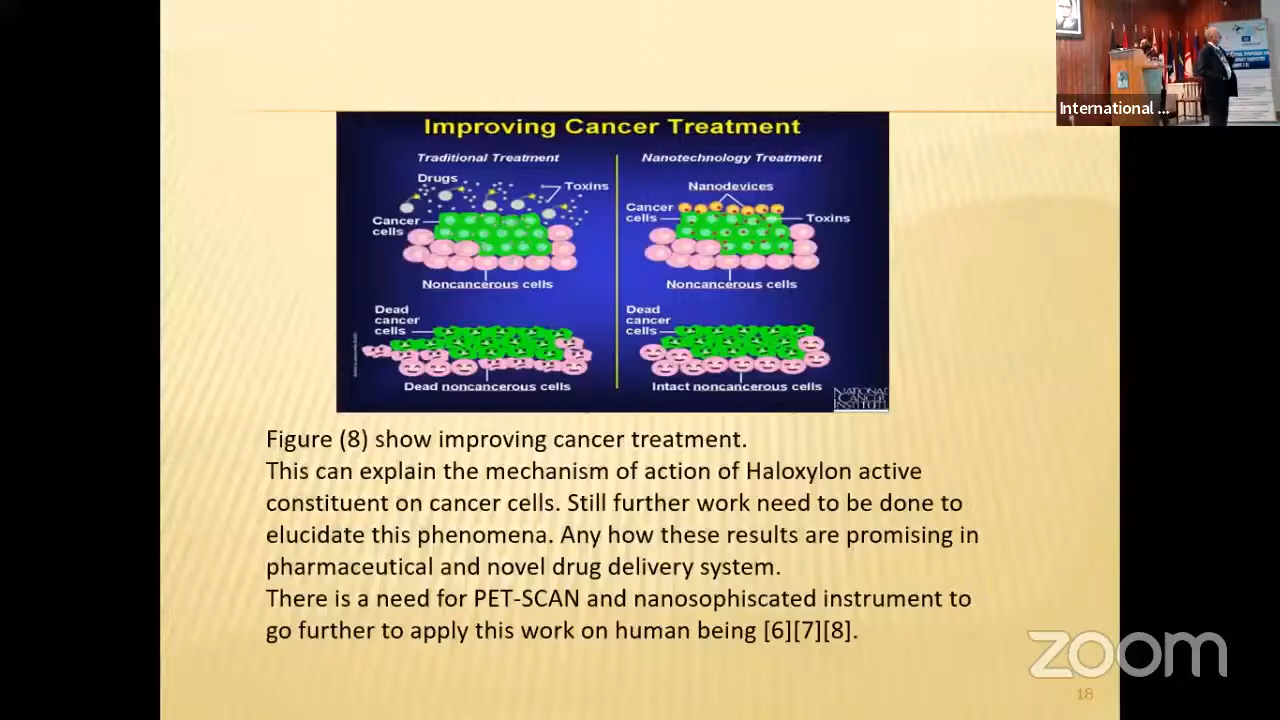 International ...
Improving Cancer Treatment
Traditional Treatment
Nanotechnology Treatment
Drugs
Toxins
Nanodevices
Cancer
cells
Cancer
cells
Toxins
Noncancerous cells
Noncancerous cells
Dead
cancer
cells
Dead
cancer
cells
Dead noncancerous cells
Intact noncancerous cells
NATIONAL
CANCER
INSTITUTE
Figure (8) show improving cancer treatment.
This can explain the mechanism of action of Haloxylon active
constituent on cancer cells. Still further work need to be done to
elucidate this phenomena. Any how these results are promising in
pharmaceutical and novel drug delivery system.
There is a need for PET-SCAN and nanosophiscated instrument to
go further to apply this work on human being [6][7][8].
zoom
18